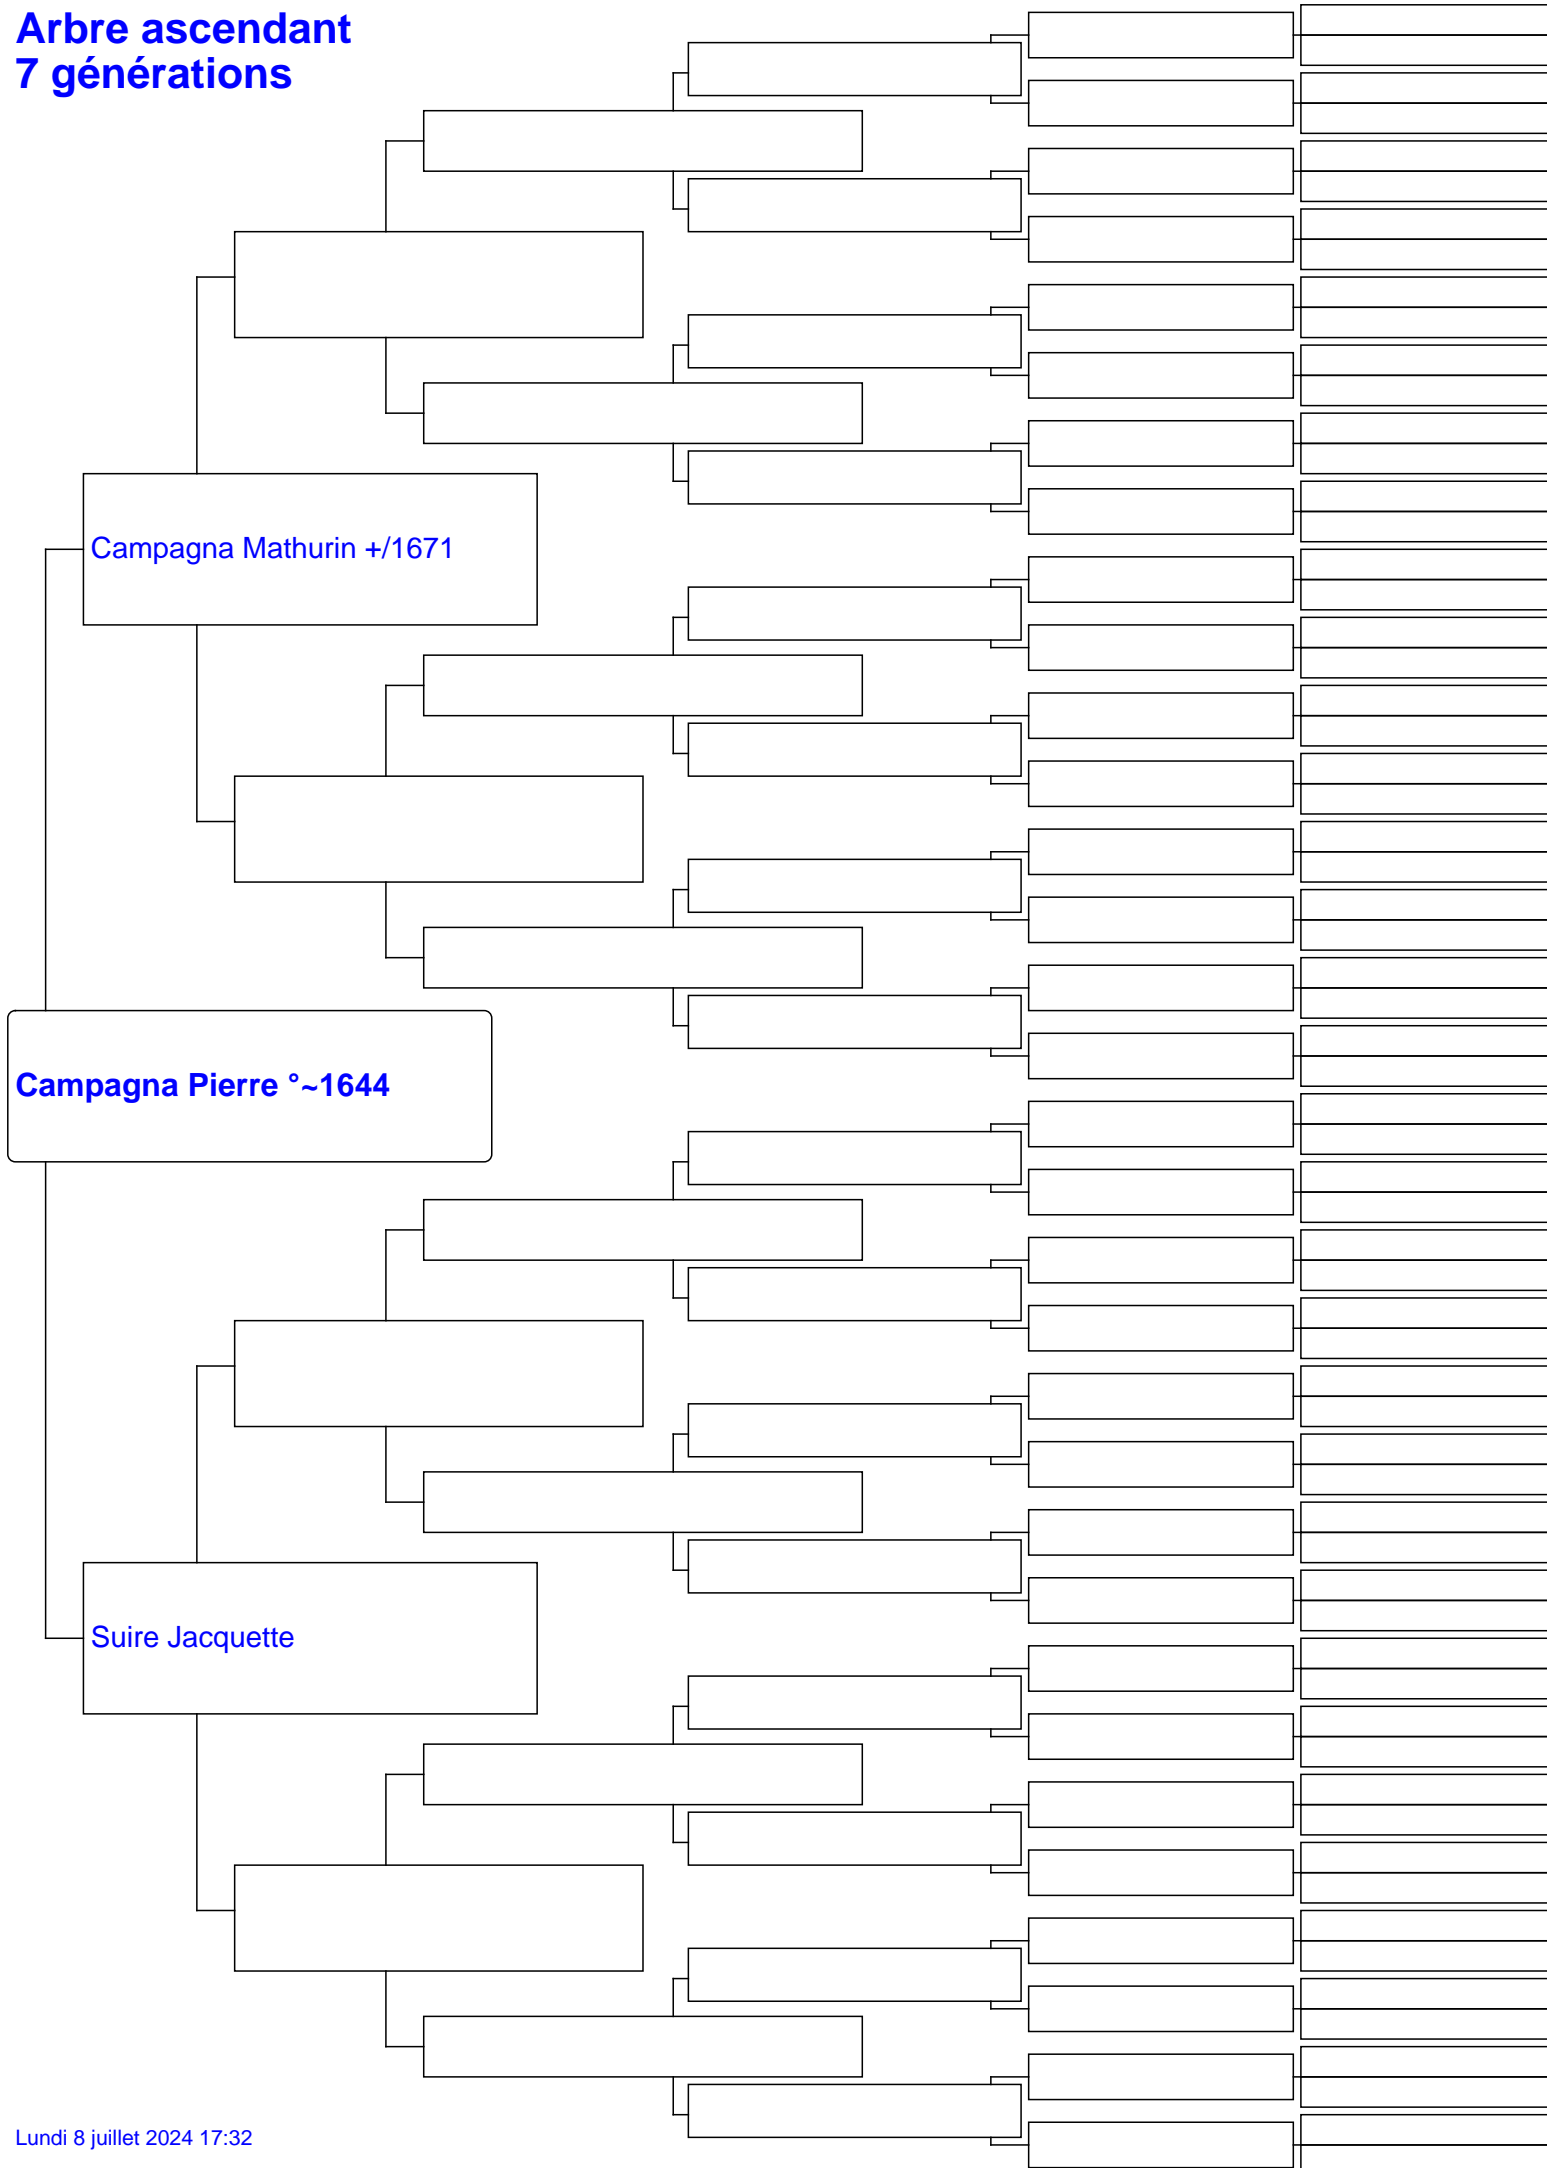 Arbre ascendant
7 générations
Campagna Mathurin +/1671
Campagna Pierre °~1644
Suire Jacquette
Lundi 8 juillet 2024 17:32